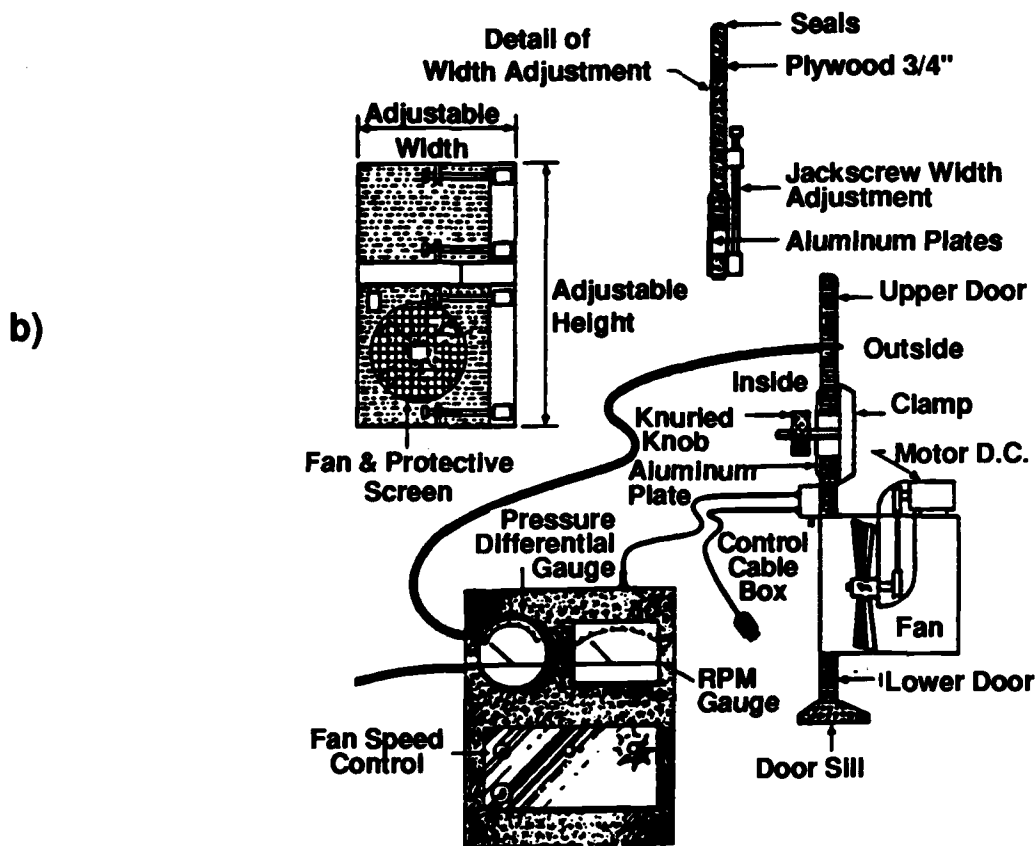 b)
Detail of
Width Adjustment
Seals
Plywood 3/4"
Jackscrew Width
Adjustment
Aluminum Plates
Adjustable
Width
Adjustable
Height
Fan & Protective
Screen
Upper Door
Outside
Inside
Clamp
Knurled
Knob
Motor D.C.
Aluminum
Plate
Pressure
Differential
Gauge
Control
Cable
Box
Fan
RPM
Gauge
Lower Door
Fan Speed
Control
Door Sill